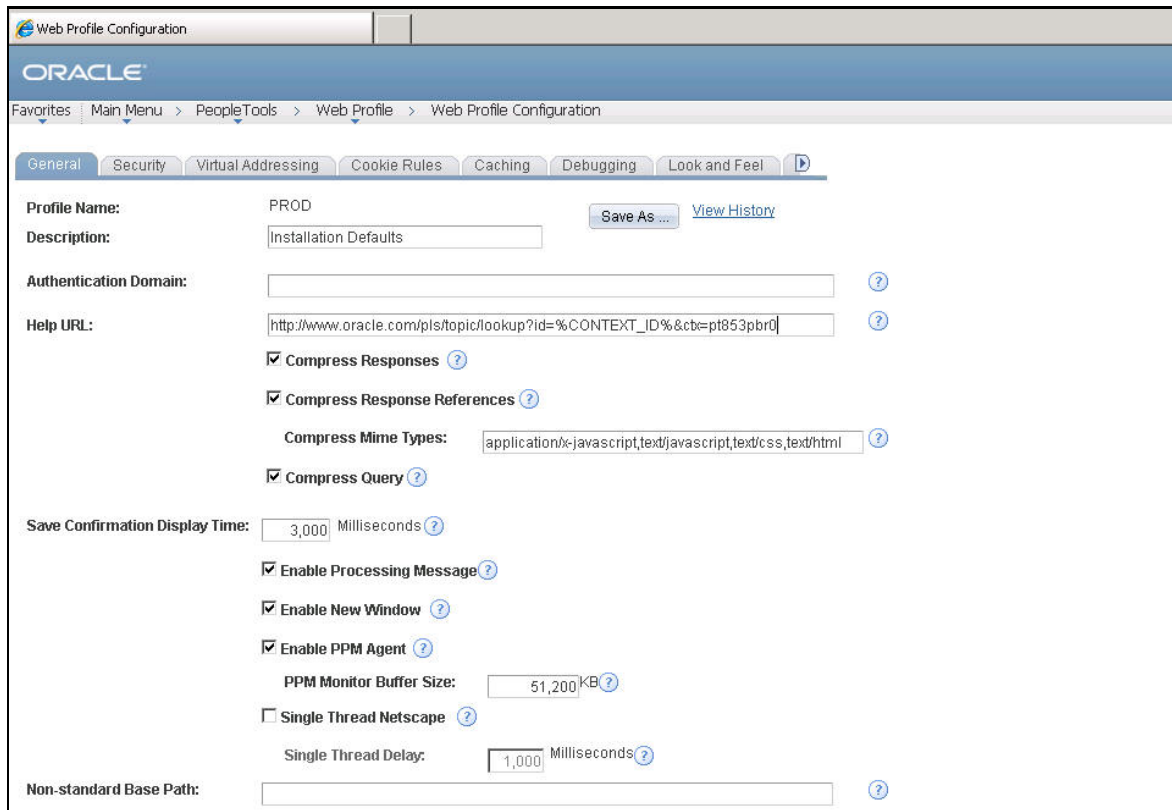 Web Profile Configuration
ORACLE
Favorites Main Menu > PeopleTools > Web Profile > Web Profile Configuration
General Security Virtual Addressing Cookie Rules Caching Debugging Look and Feel
Profile Name: PROD Save As ... View History
Description: Installation Defaults
Authentication Domain: ?
Help URL: http://www.oracle.com/pls/topic/lookup?id=%CONTEXT_ID%&ctx=pt853pbr0 ?
Compress Responses ?
Compress Response References ?
Compress Mime Types: application/x-javascript,text/javascript,text/css,text/html ?
Compress Query ?
Save Confirmation Display Time: 3,000 Milliseconds ?
Enable Processing Message ?
Enable New Window ?
Enable PPM Agent ?
PPM Monitor Buffer Size: 51,200 KB ?
Single Thread Netscape ?
Single Thread Delay: 1,000 Milliseconds ?
Non-standard Base Path: ?